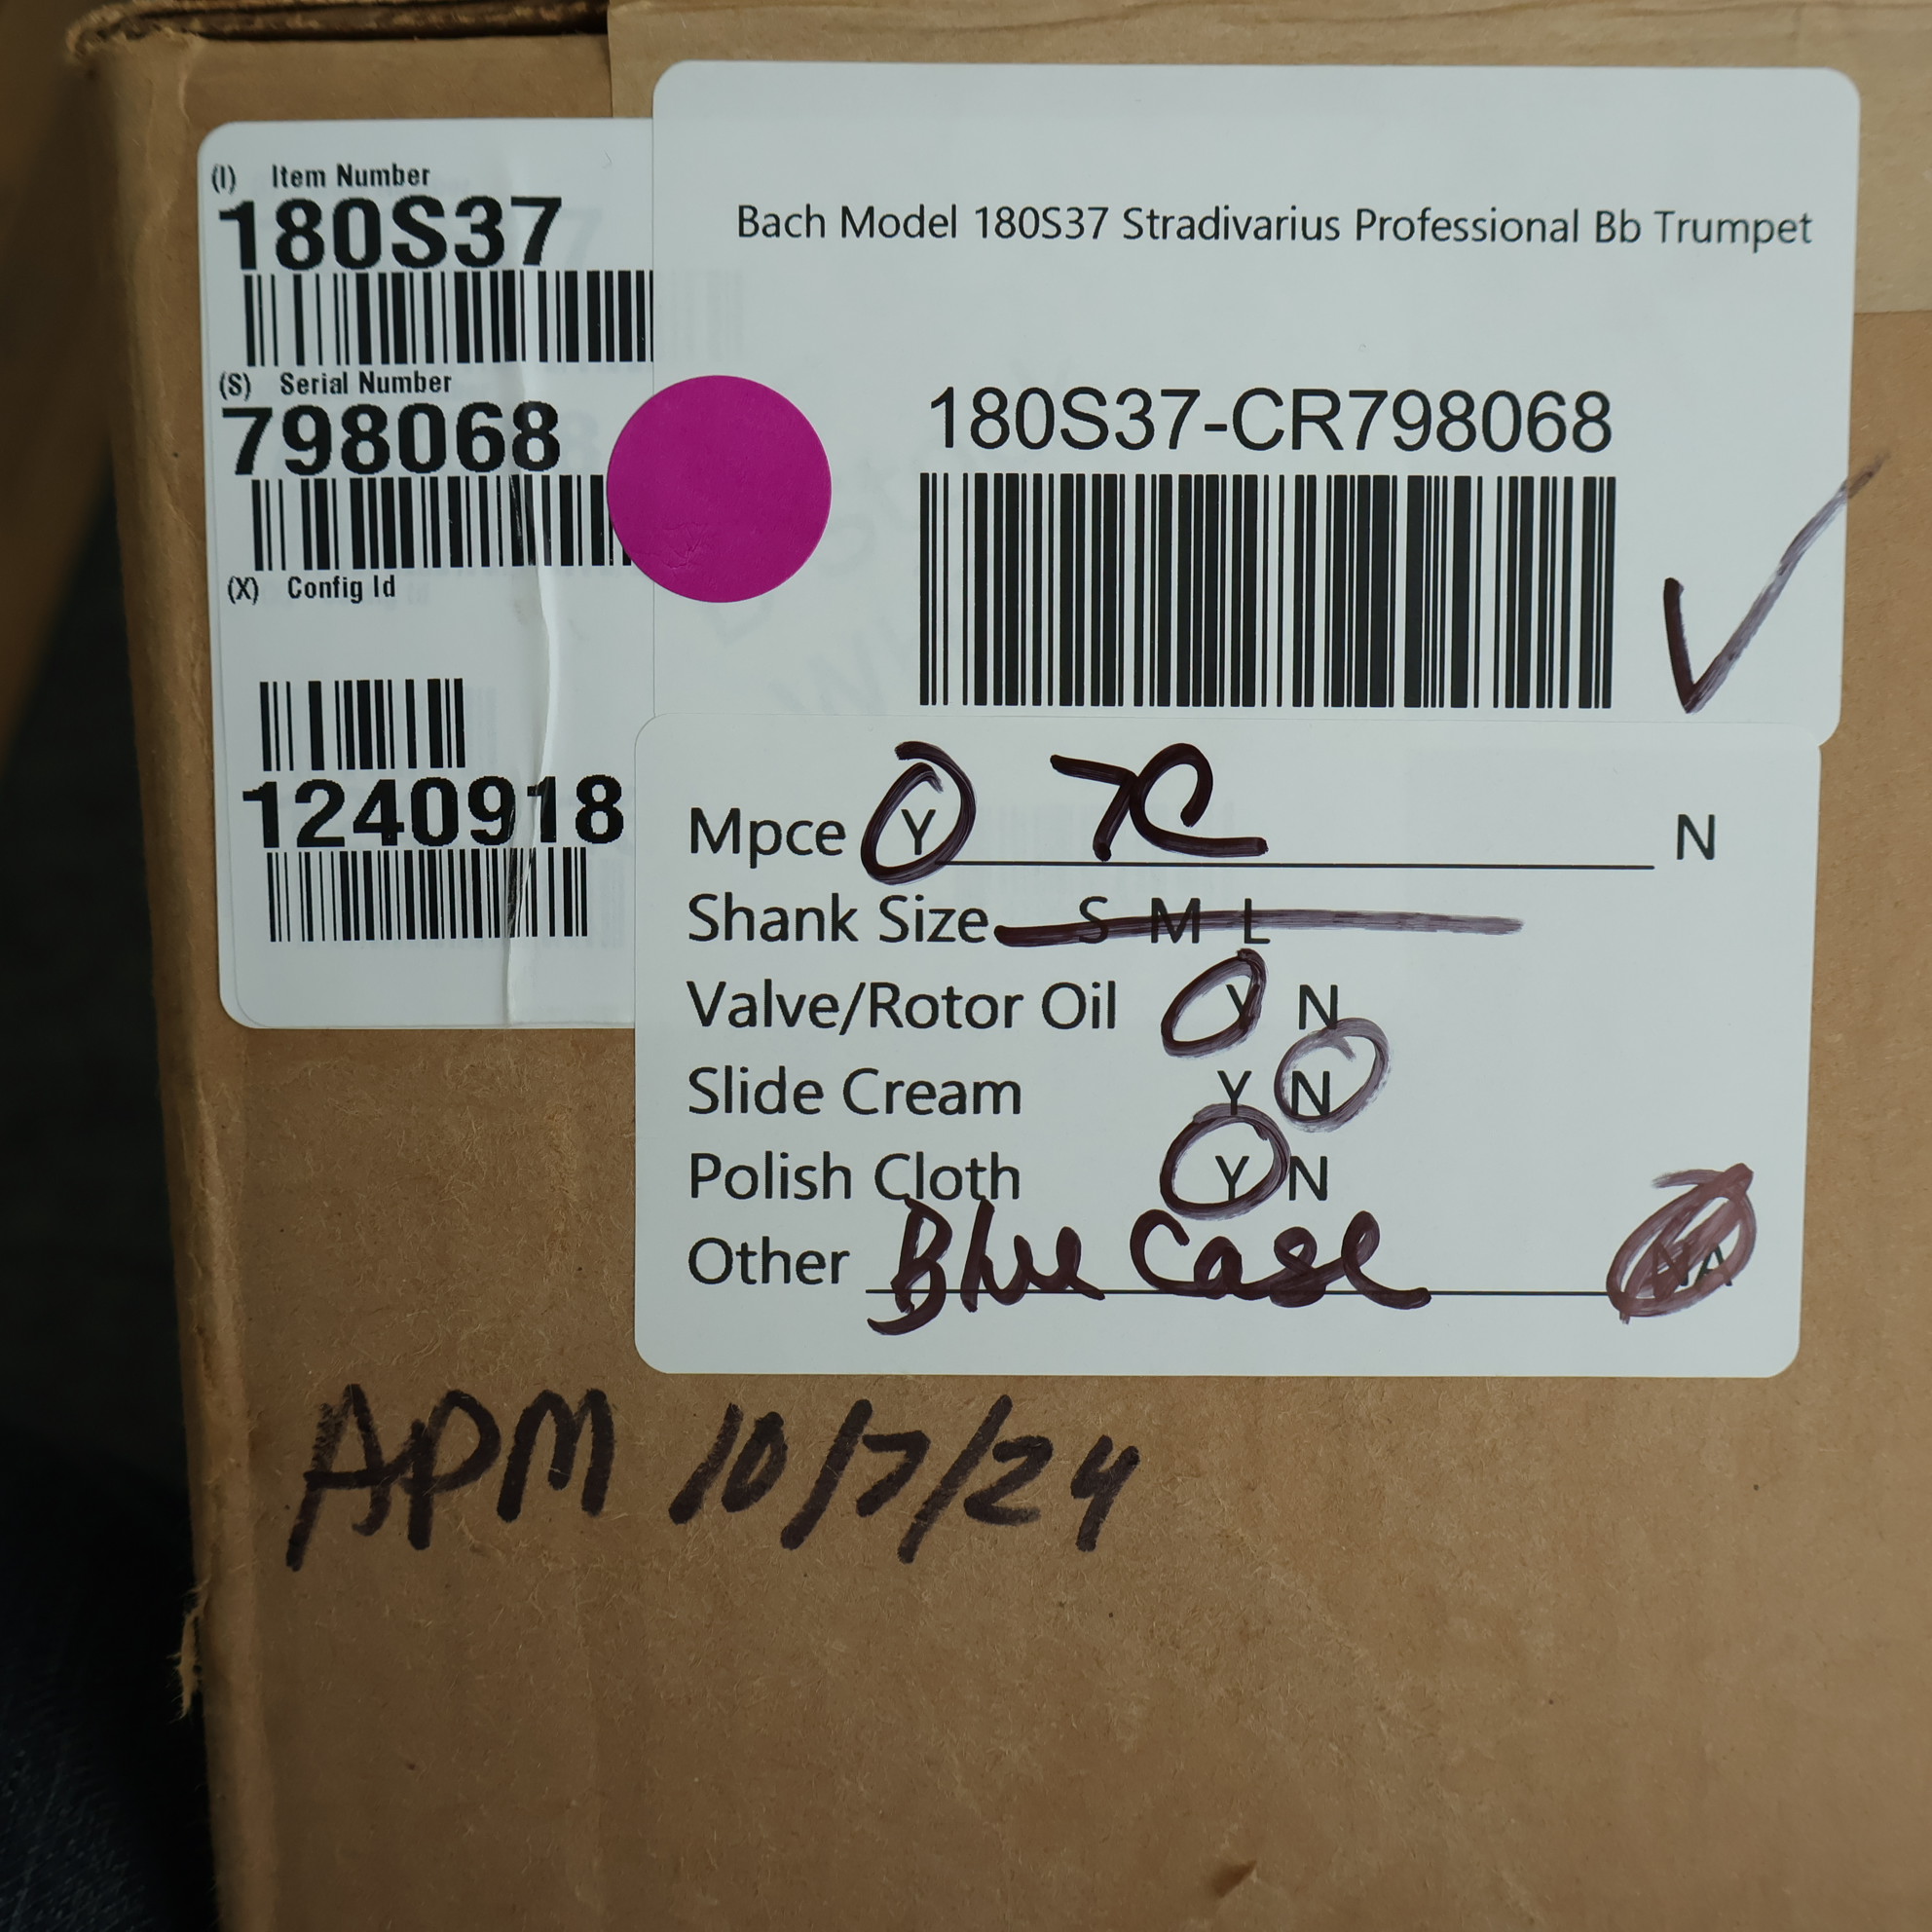 (I) Item Number
180S37
(S) Serial Number
798068
(X) Config Id
1240918
Bach Model 180S37 Stradivarius Professional Bb Trumpet
180S37-CR798068
Mpce Y 7C N
Shank Size S M L
Valve/Rotor Oil Y N
Slide Cream Y N
Polish Cloth Y N
Other Blue Case NA
APM 10/7/24